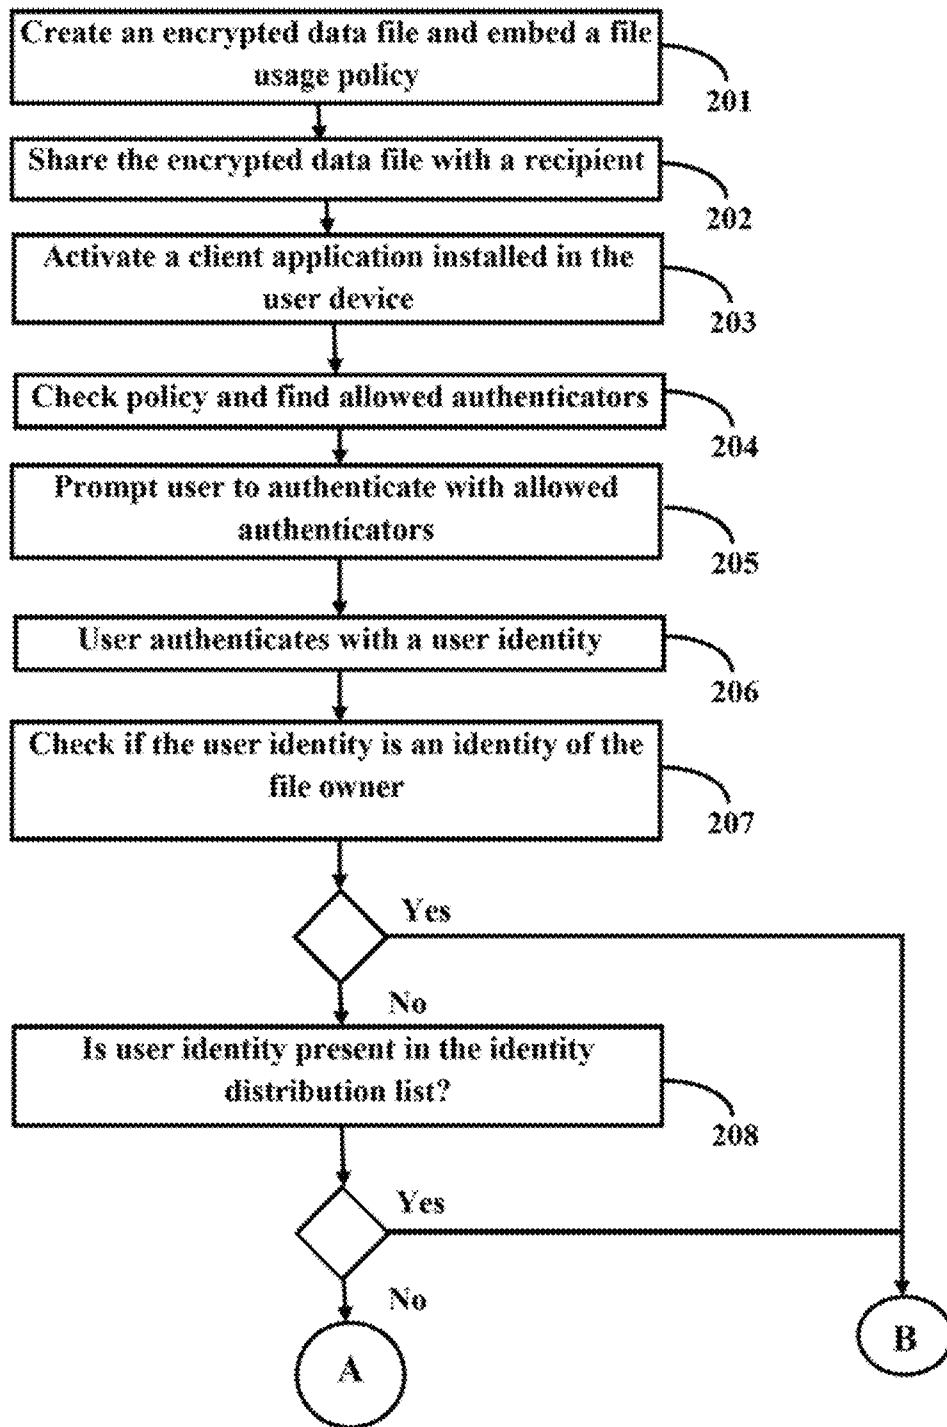 Create an encrypted data file and embed a file
usage policy
201
Share the encrypted data file with a recipient
202
Activate a client application installed in the
user device
203
Check policy and find allowed authenticators
204
Prompt user to authenticate with allowed
authenticators
205
User authenticates with a user identity
206
Check if the user identity is an identity of the
file owner
207
Yes
No
Is user identity present in the identity
distribution list?
208
Yes
No
A
B